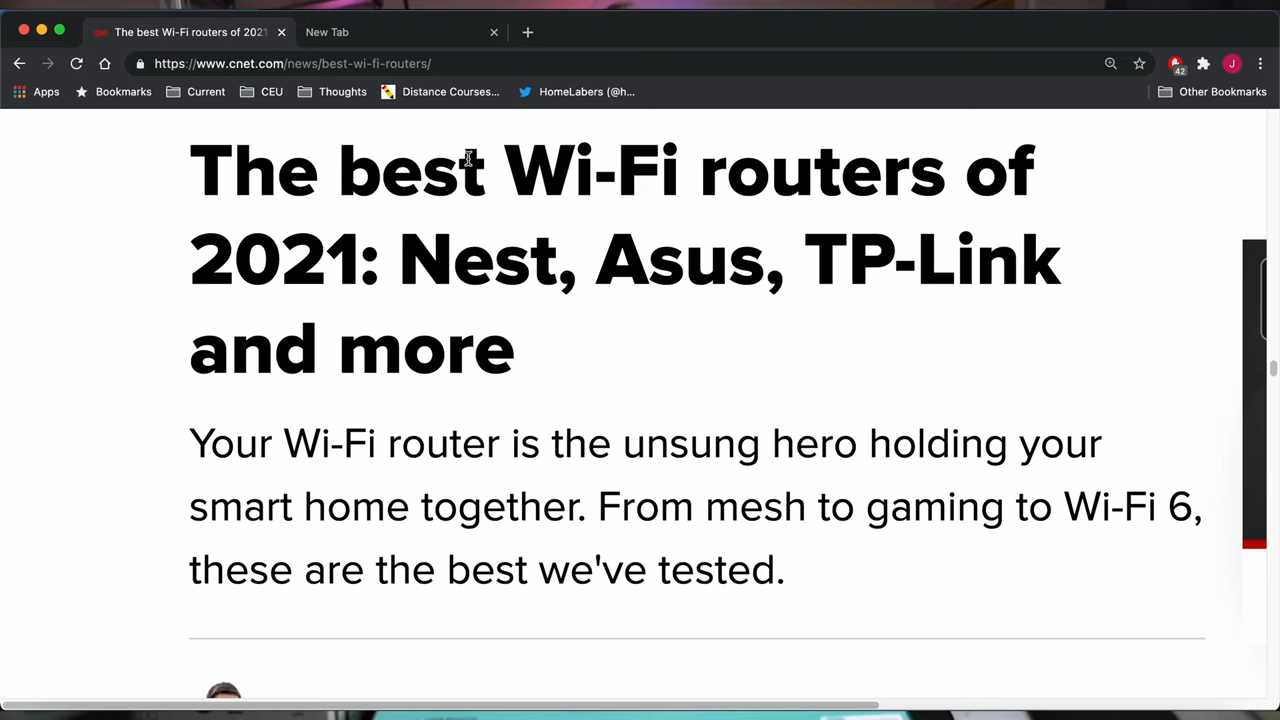 The best Wi-Fi routers of 2021
New Tab
https://www.cnet.com/news/best-wi-fi-routers/
42
J
Apps
Bookmarks
Current
CEU
Thoughts
Distance Courses...
HomeLabers (@h...
Other Bookmarks
The best Wi-Fi routers of
2021: Nest, Asus, TP-Link
and more
Your Wi-Fi router is the unsung hero holding your
smart home together. From mesh to gaming to Wi-Fi 6,
these are the best we've tested.